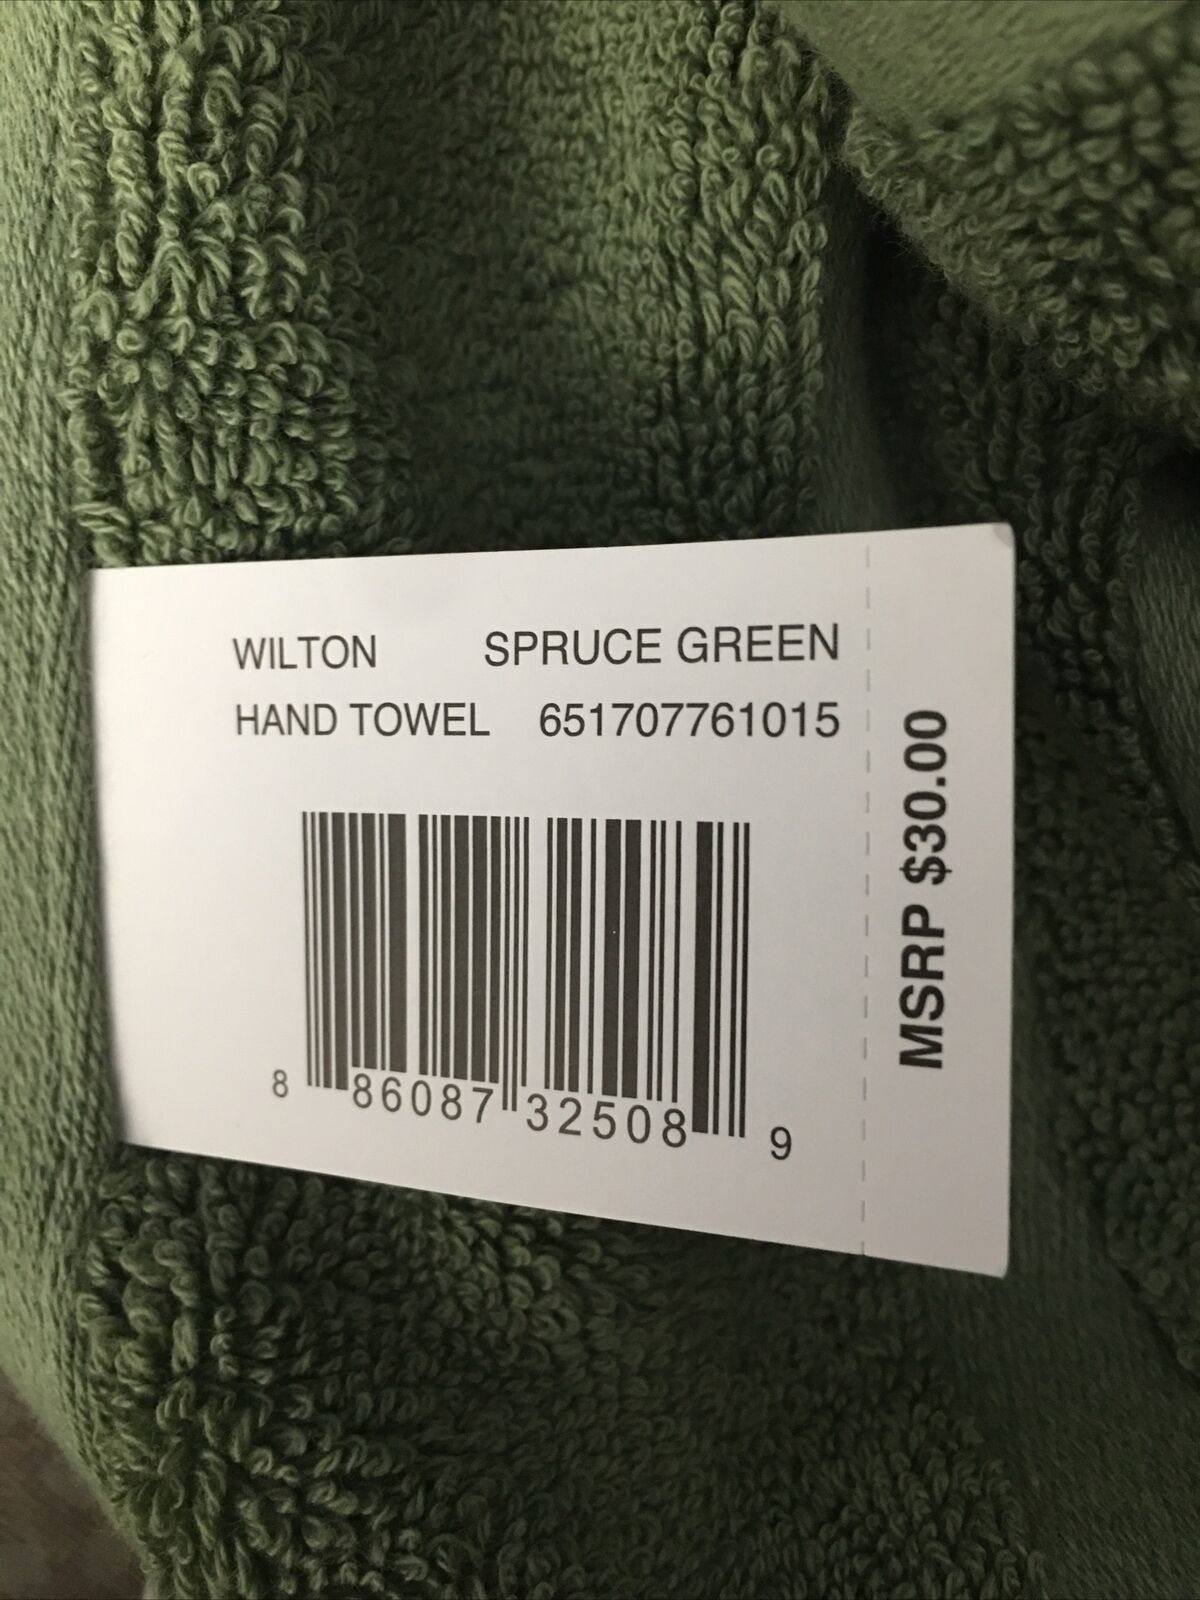 WILTON SPRUCE GREEN
HAND TOWEL 651707761015
8 86087 32508 9
MSRP $30.00